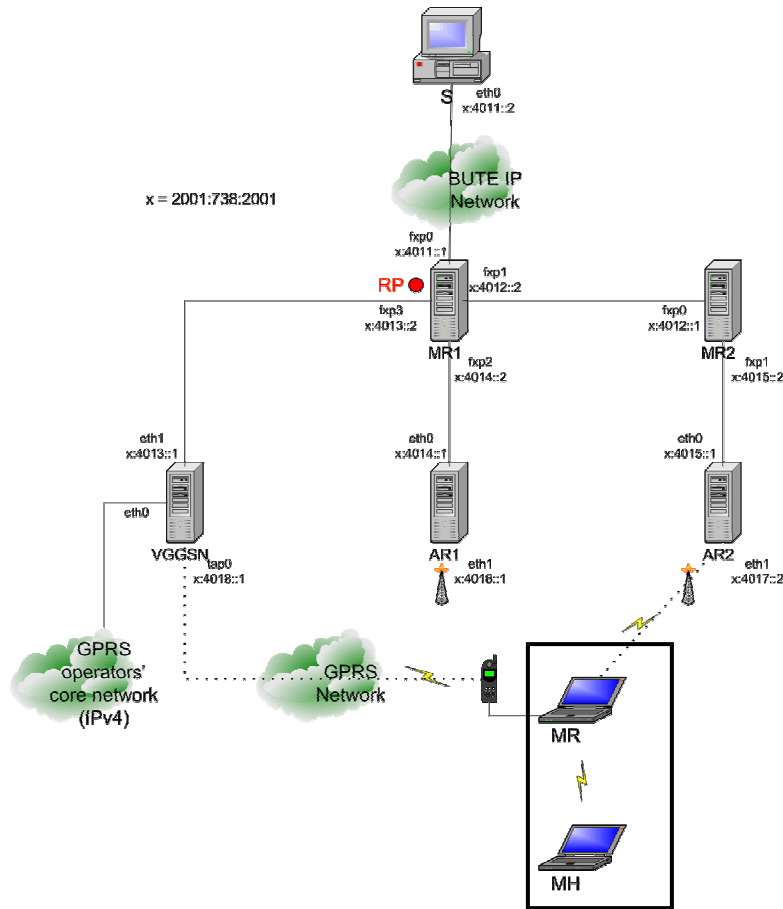 S
eth0
x:4011::2
BUTE IP
Network
x = 2001:738:2001
fxp0
x:4011::1
RP
fxp1
x:4012::2
fxp3
x:4013::2
MR1
fxp0
x:4012::1
MR2
fxp2
x:4014::2
fxp1
x:4015::2
eth1
x:4013::1
eth0
x:4014::1
eth0
x:4015::1
eth0
VGGSN
AR1
AR2
tap0
x:4018::1
eth1
x:4016::1
eth1
x:4017::2
GPRS
operators'
core network
(IPv4)
GPRS
Network
MR
MH